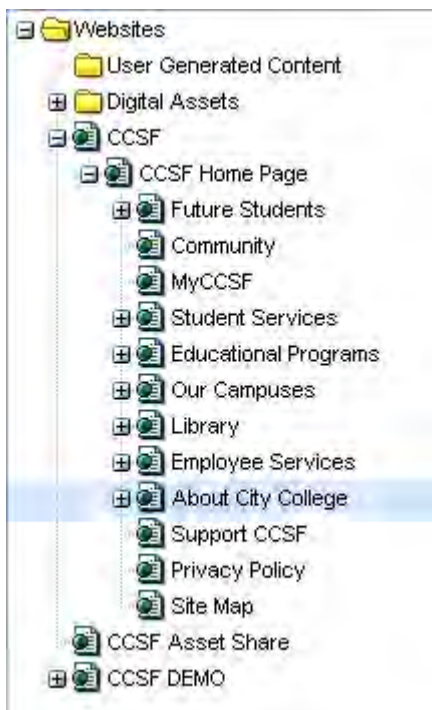 Websites
User Generated Content
Digital Assets
CCSF
CCSF Home Page
Future Students
Community
MyCCSF
Student Services
Educational Programs
Our Campuses
Library
Employee Services
About City College
Support CCSF
Privacy Policy
Site Map
CCSF Asset Share
CCSF DEMO